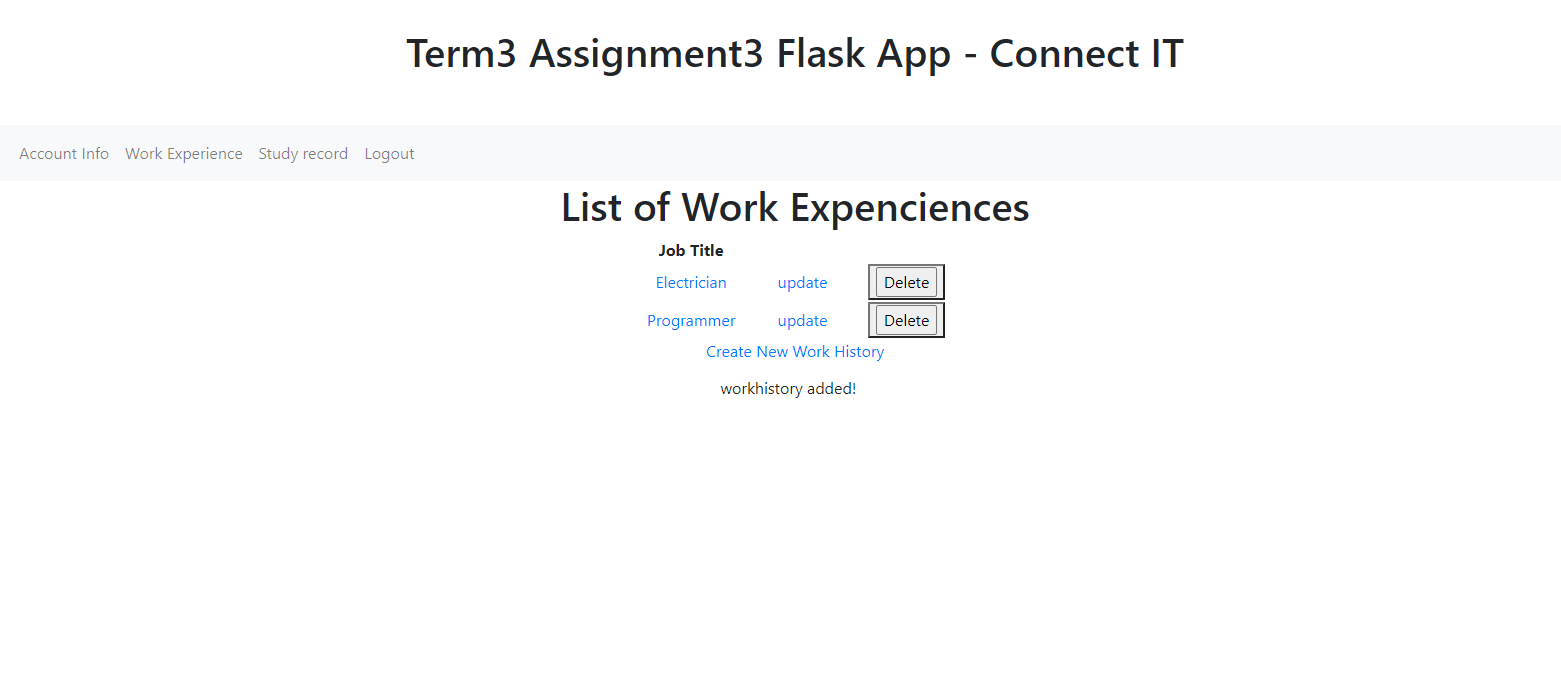 Term3 Assignment3 Flask App - Connect IT
Account Info Work Experience Study record Logout
List of Work Expenciences
Job Title
Electrician update Delete
Programmer update Delete
Create New Work History
workhistory added!